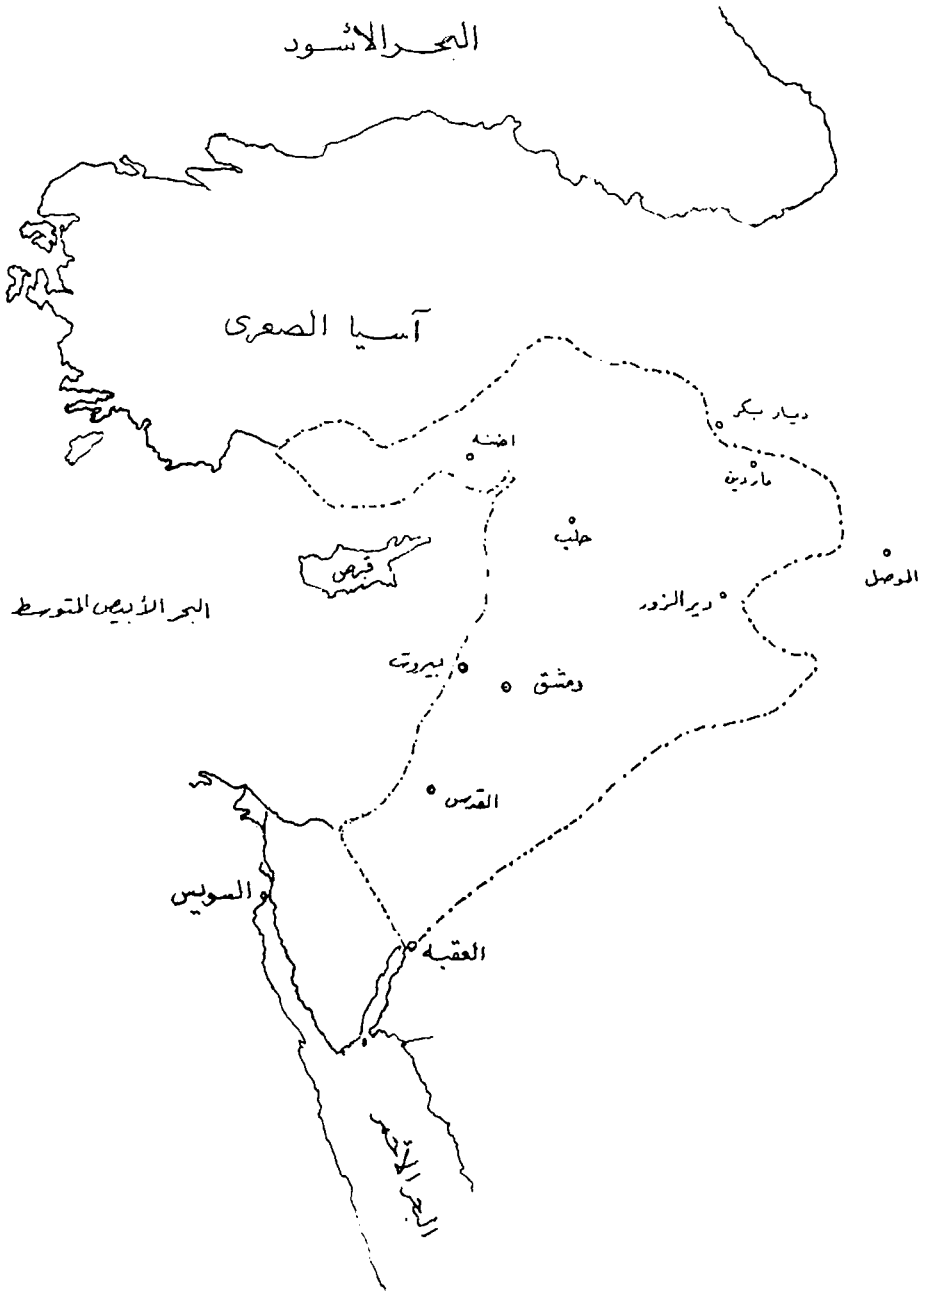 البحر الأسود
آسيا الصغرى
ديار بكر
اضنه
ماردين
حلب
الموصل
قبرص
دير الزور
البحر الأبيض المتوسط
بيروت
دمشق
القدس
السويس
العقبه
البحر الأحمر